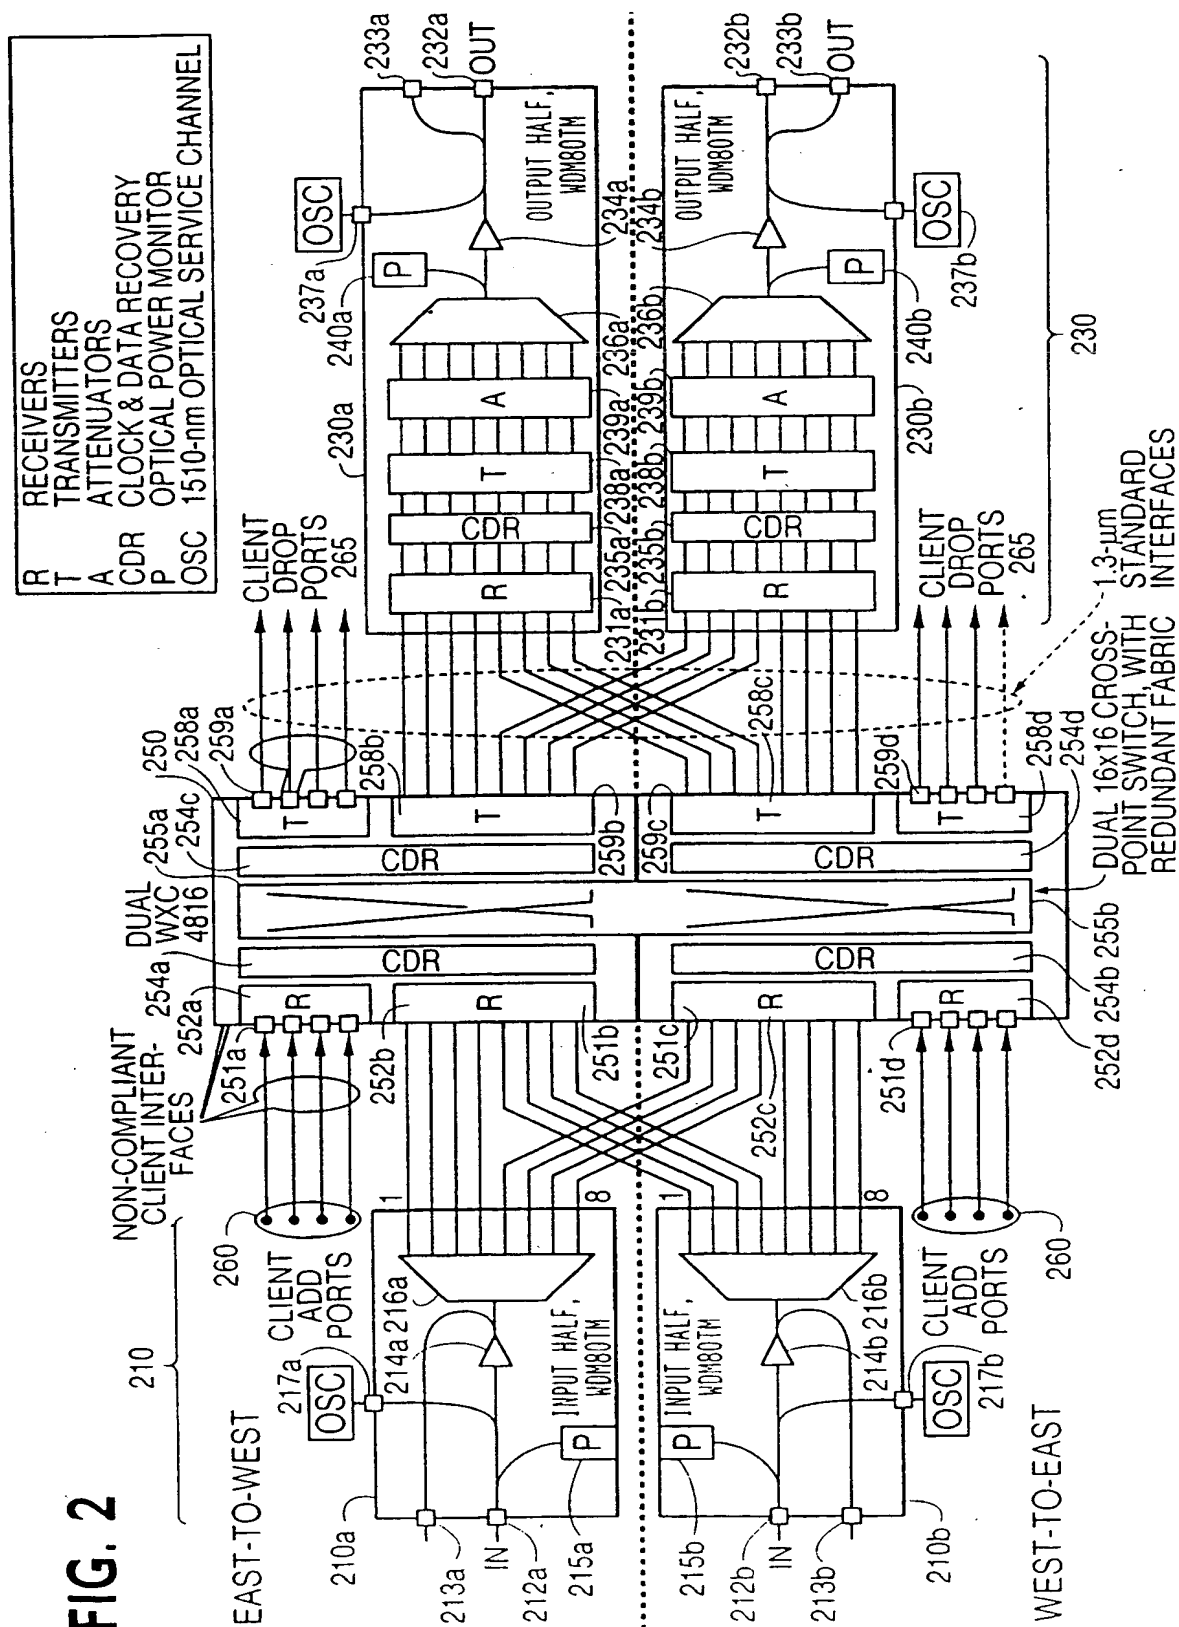 FIG. 2
R RECEIVERS
T TRANSMITTERS
A ATTENUATORS
CDR CLOCK & DATA RECOVERY
P OPTICAL POWER MONITOR
OSC 1510-nm OPTICAL SERVICE CHANNEL
EAST-TO-WEST
210
NON-COMPLIANT
CLIENT INTER-
FACES
260
CLIENT
ADD
PORTS
217a
OSC
210a
213a
IN
212a
215a
P
214a
216a
INPUT HALF,
WDM80TM
1
8
DUAL
WXC
4816
254a
252a
251a
R
252b
R
251b
CDR
255a
254c
250
258a
259a
CDR
T
258b
T
259b
CLIENT
DROP
PORTS
265
230a
231a
R
235a
CDR
238a
T
239a
A
236a
240a
P
237a
OSC
234a
OUTPUT HALF,
WDM80TM
233a
232a
OUT
INPUT HALF,
WDM80TM
215b
P
212b
IN
213b
210b
214b
216b
217b
OSC
1
8
CLIENT
ADD
PORTS
260
251c
R
252c
251d
R
252d
254b
CDR
255b
CDR
254d
259c
T
258c
259d
T
258d
CLIENT
DROP
PORTS
265
231b
R
235b
CDR
238b
T
239b
A
236b
234b
OUTPUT HALF,
WDM80TM
240b
P
237b
OSC
230b
232b
233b
OUT
230
1.3-µm STANDARD
INTERFACES
DUAL 16x16 CROSS-
POINT SWITCH, WITH
REDUNDANT FABRIC
WEST-TO-EAST